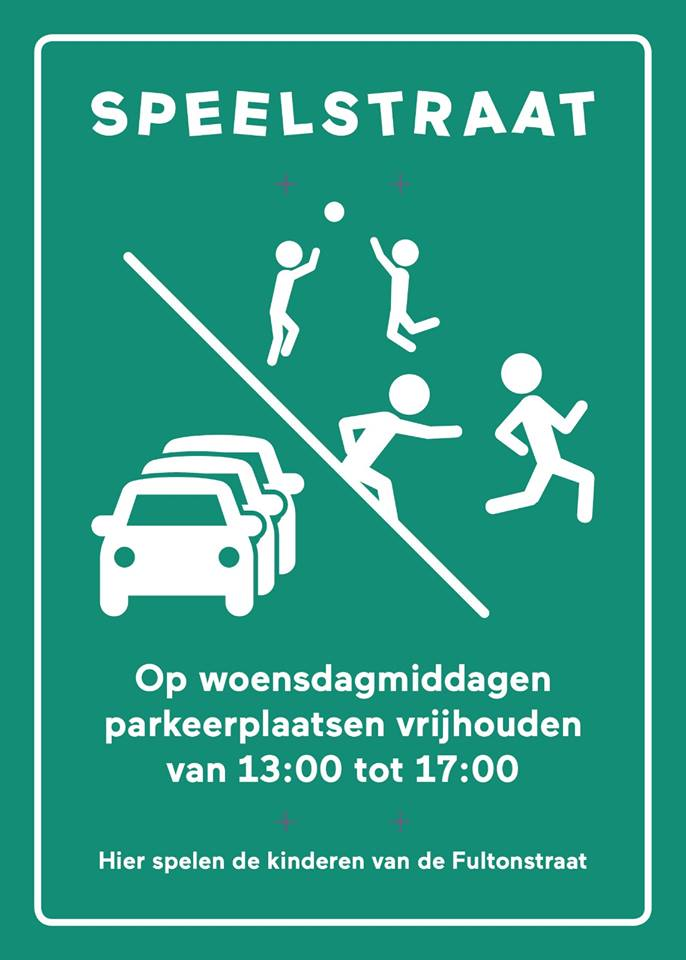 SPEELSTRAAT
Op woensdagmiddagen
parkeerplaatsen vrijhouden
van 13:00 tot 17:00
Hier spelen de kinderen van de Fultonstraat